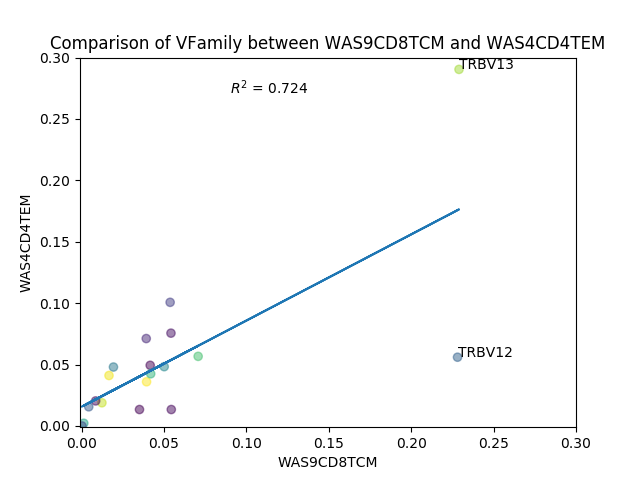 Comparison of VFamily between WAS9CD8TCM and WAS4CD4TEM
0.30
0.25
0.20
0.15
0.10
0.05
0.00
WAS4CD4TEM
R² = 0.724
TRBV13
TRBV12
0.00 0.05 0.10 0.15 0.20 0.25 0.30
WAS9CD8TCM